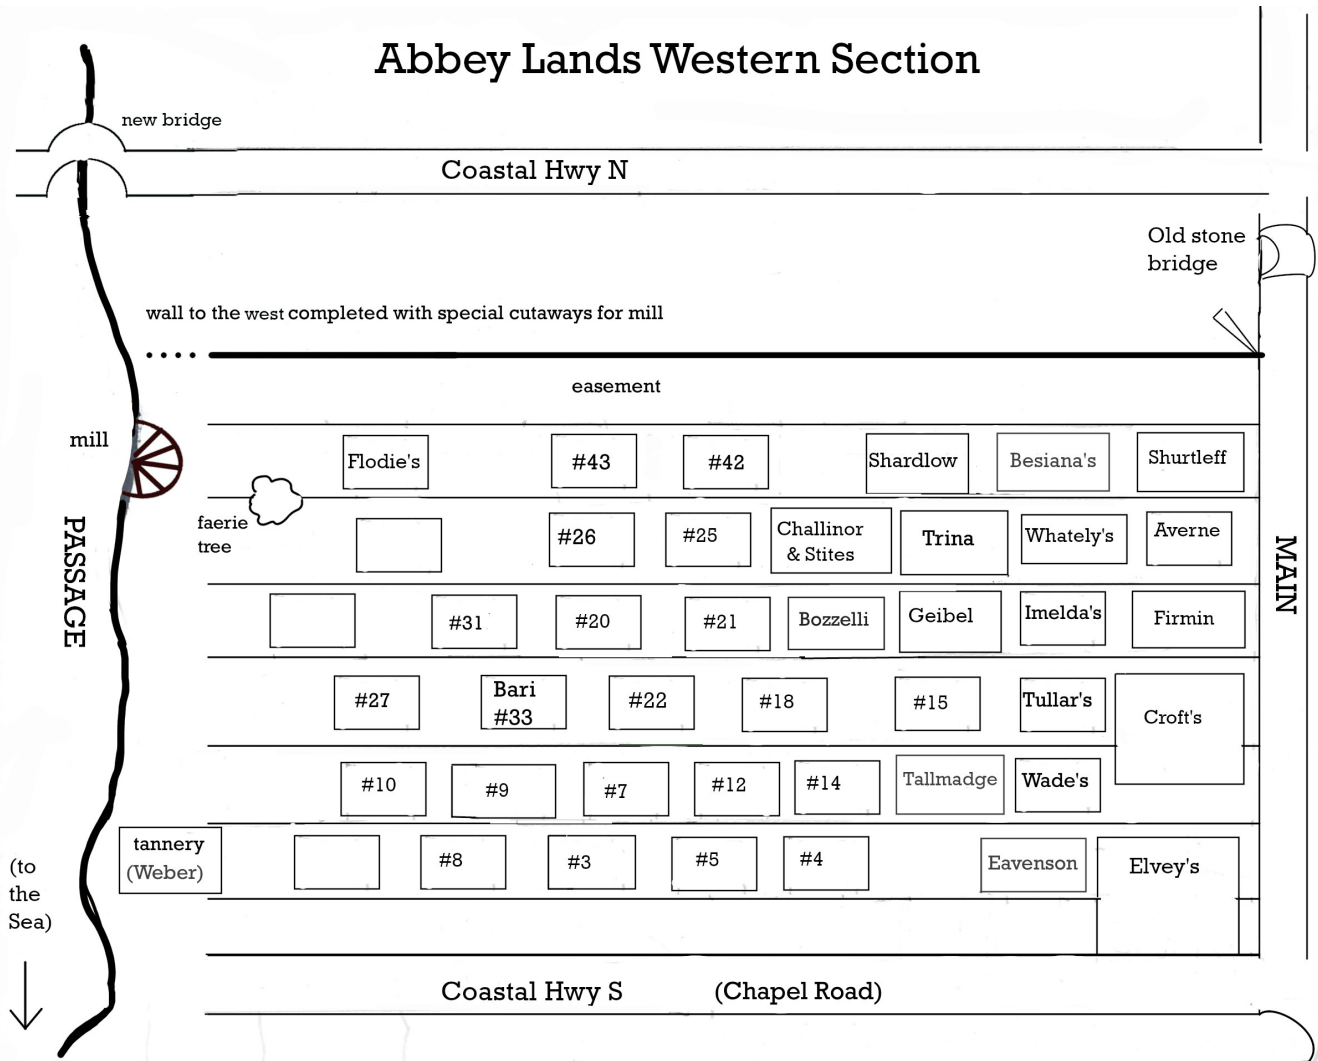 Abbey Lands Western Section
new bridge
Coastal Hwy N
Old stone
bridge
wall to the west completed with special cutaways for mill
easement
mill
Flodie's
#43
#42
Shardlow
Besiana's
Shurtleff
faerie
tree
#26
#25
Challinor
& Stites
Trina
Whately's
Averne
PASSAGE
MAIN
#31
#20
#21
Bozzelli
Geibel
Imelda's
Firmin
#27
Bari
#33
#22
#18
#15
Tullar's
Croft's
#10
#9
#7
#12
#14
Tallmadge
Wade's
tannery
(Weber)
#8
#3
#5
#4
Eavenson
Elvey's
(to
the
Sea)
Coastal Hwy S (Chapel Road)